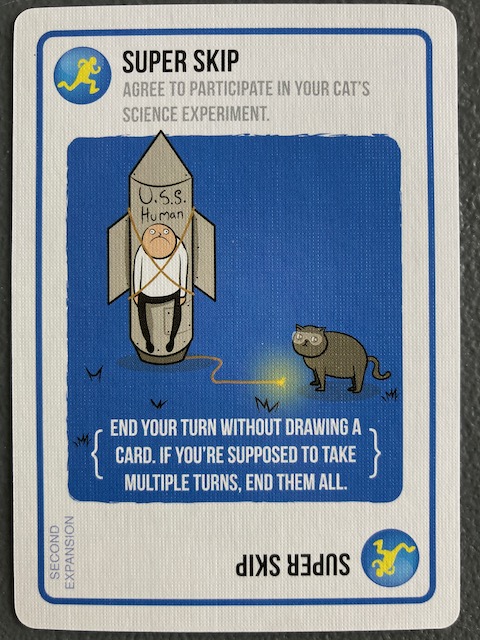 SUPER SKIP
AGREE TO PARTICIPATE IN YOUR CAT'S
SCIENCE EXPERIMENT.
U.S.S.
Human
END YOUR TURN WITHOUT DRAWING A
CARD. IF YOU'RE SUPPOSED TO TAKE
MULTIPLE TURNS, END THEM ALL.
SECOND
EXPANSION
SUPER SKIP